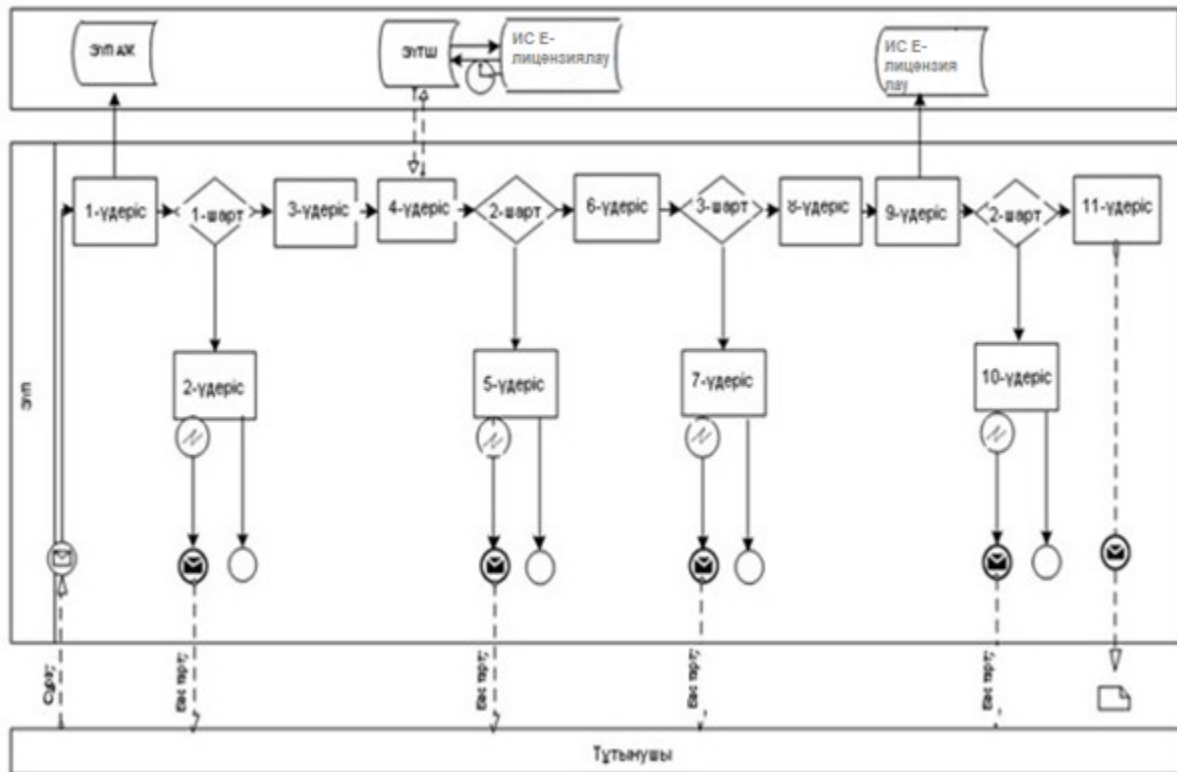 ЭҮП АЖ
ЭҮТШ
ИС Е-
лицензиялау
ИС Е-
лицензия
лау
ЭҮП
1-үдеріс
1-шарт
3-үдеріс
4-үдеріс
2-шарт
6-үдеріс
3-шарт
8-үдеріс
9-үдеріс
2-шарт
11-үдеріс
2-үдеріс
5-үдеріс
7-үдеріс
10-үдеріс
Бас тарту
Бас тарту
Бас тарту
Бас тарту
Тұтынушы